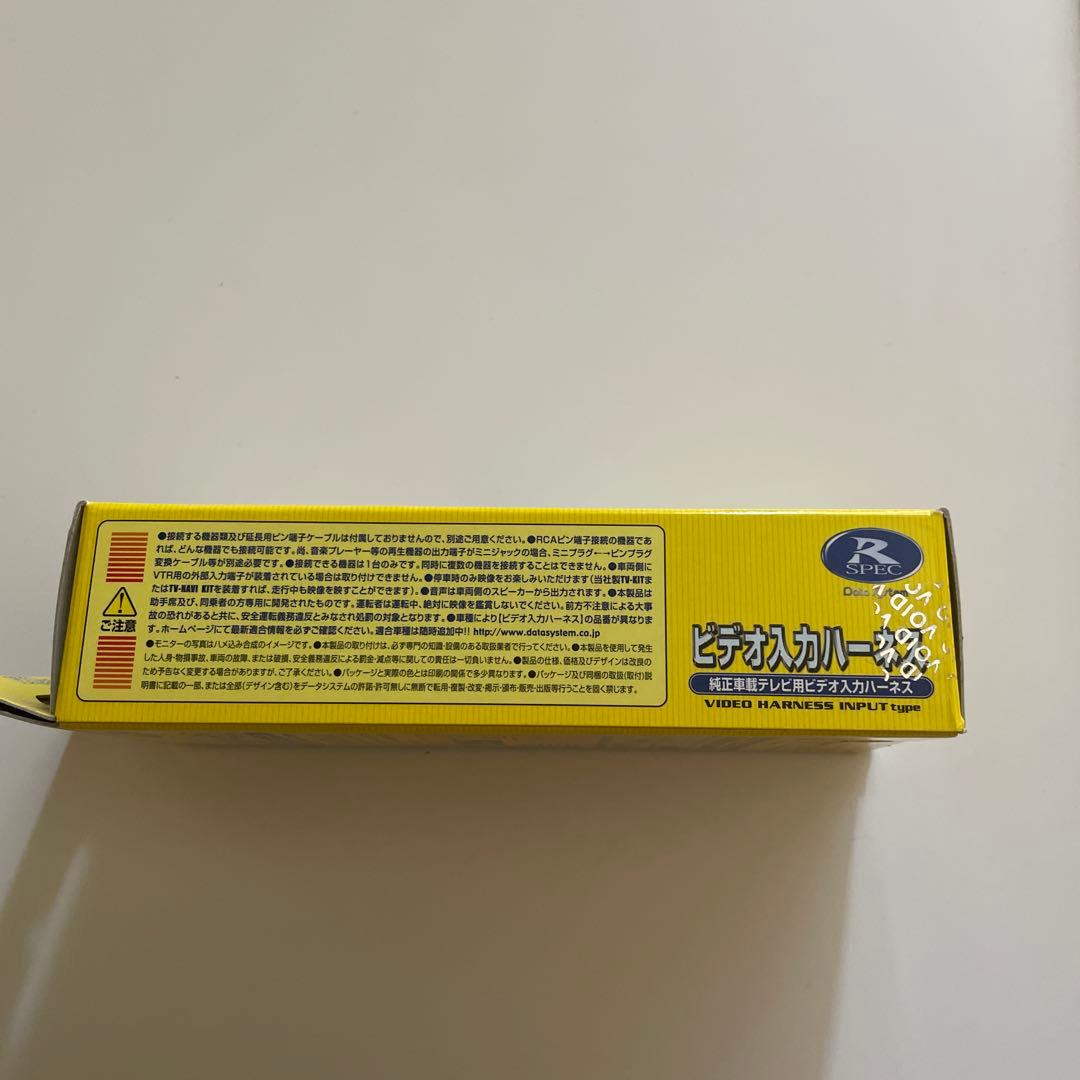 ●接続する機器類及び延長用ピン端子ケーブルは付属しておりませんので、別途ご用意ください。●RCAピン端子接続の機器であ
れば、どんな機器でも接続可能です。尚、音楽プレーヤー等の再生機器の出力端子がミニジャックの場合、ミニプラグ←→ピンプラグ
変換ケーブル等が別途必要です。●接続できる機器は1台のみです。同時に複数の機器を接続することはできません。●車両側に
VTR用の外部入力端子が装着されている場合は取り付けできません。●停車時のみ映像をお楽しみいただけます(当社製TV-KITま
たはTV-NAVI KITを装着すれば、走行中も映像を映すことができます)。●音声は車両側のスピーカーから出力されます。●本製品は
助手席及び、同乗者の方専用に開発されたものです。運転者は運転中、絶対に映像を鑑賞しないでください。前方不注意による大事
故の恐れがあると共に、安全運転義務違反とみなされ処罰の対象となります。●車種により【ビデオ入力ハーネス】の品番が異なりま
す。ホームページにて最新適合情報を必ずご確認ください。適合車種は随時追加中!! http://www.datasystem.co.jp
●モニターの写真はハメ込み合成のイメージです。●本製品の取り付けは、必ず専門の知識・設備のある取扱業者で行ってください。●本製品を使用して発生
した人身・物損事故、車両の故障、または破損、安全義務違反による罰金・減点等に関しての責任は一切負いません。●製品の仕様、価格及びデザインは改良の
ため予告なく変更する場合がありますが、ご了承ください。●パッケージと実際の色とは印刷の関係で多少異なります。●パッケージ及び同梱の取扱(取付)説
明書に記載の一部、または全部(デザイン含む)をデータシステムの許諾・許可無しに無断で転用・複製・改変・掲示・頒布・販売・出版等行うことを固く禁じます。
ご注意
R
SPEC
Data System
ビデオ入力ハーネス
純正車載テレビ用ビデオ入力ハーネス
VIDEO HARNESS INPUT type